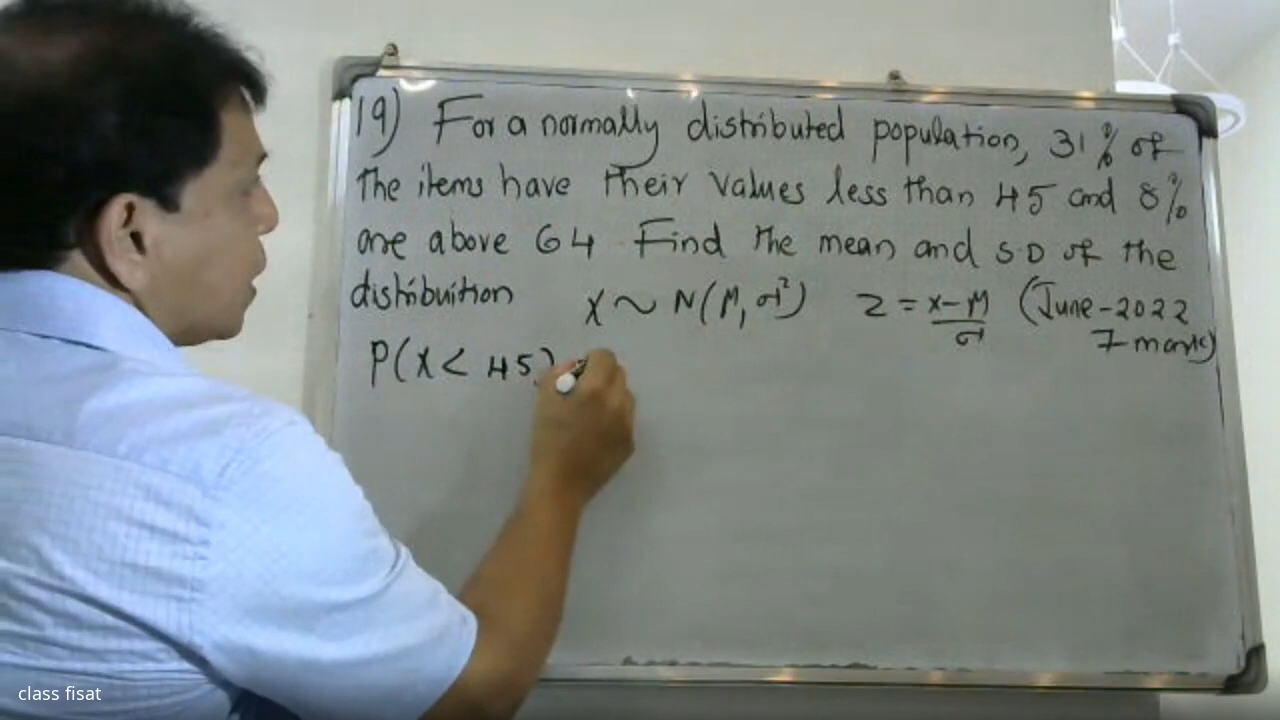 19) For a normally distributed population, 31% of
the items have their values less than 45 and 8%
are above 64. Find the mean and S.D of the
distribuition X ~ N(μ, σ²) Z = X-μ/σ (June-2022
7 marks)
P(X < 45)
class fisat